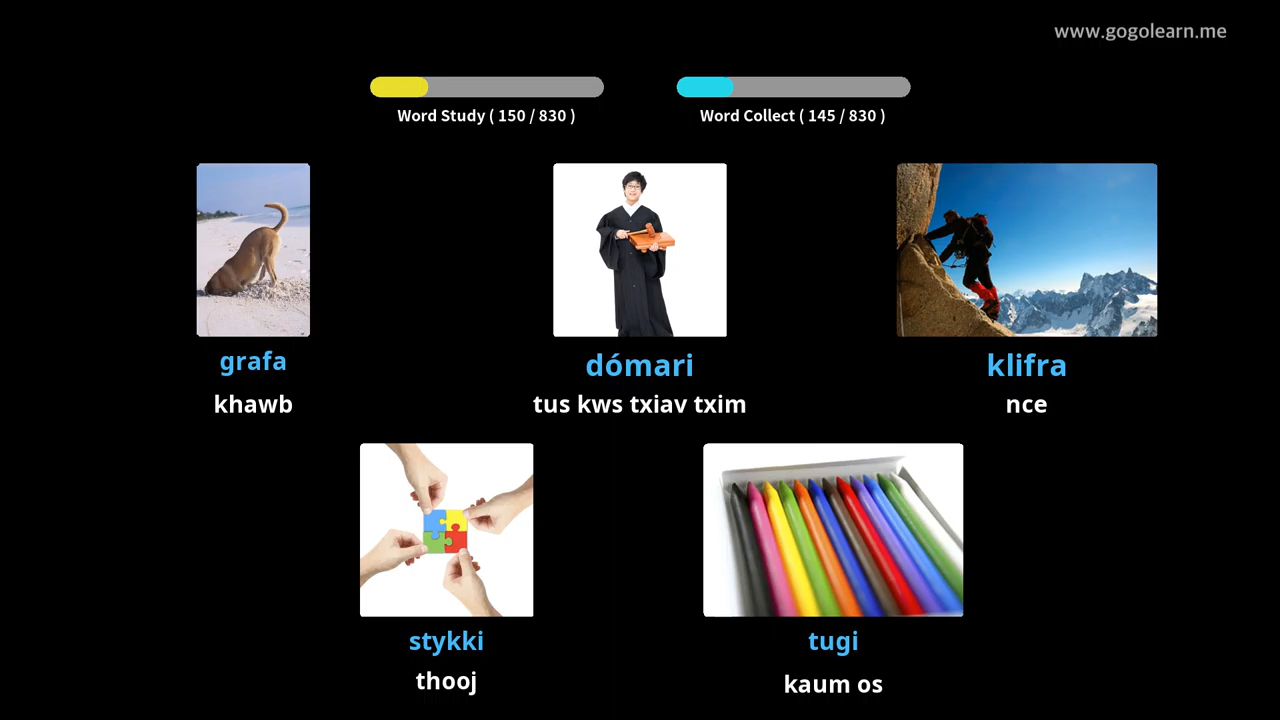 www.gogolearn.me
Word Study ( 150 / 830 )
Word Collect ( 145 / 830 )
grafa
khawb
dómari
tus kws txiav txim
klifra
nce
stykki
thooj
tugi
kaum os